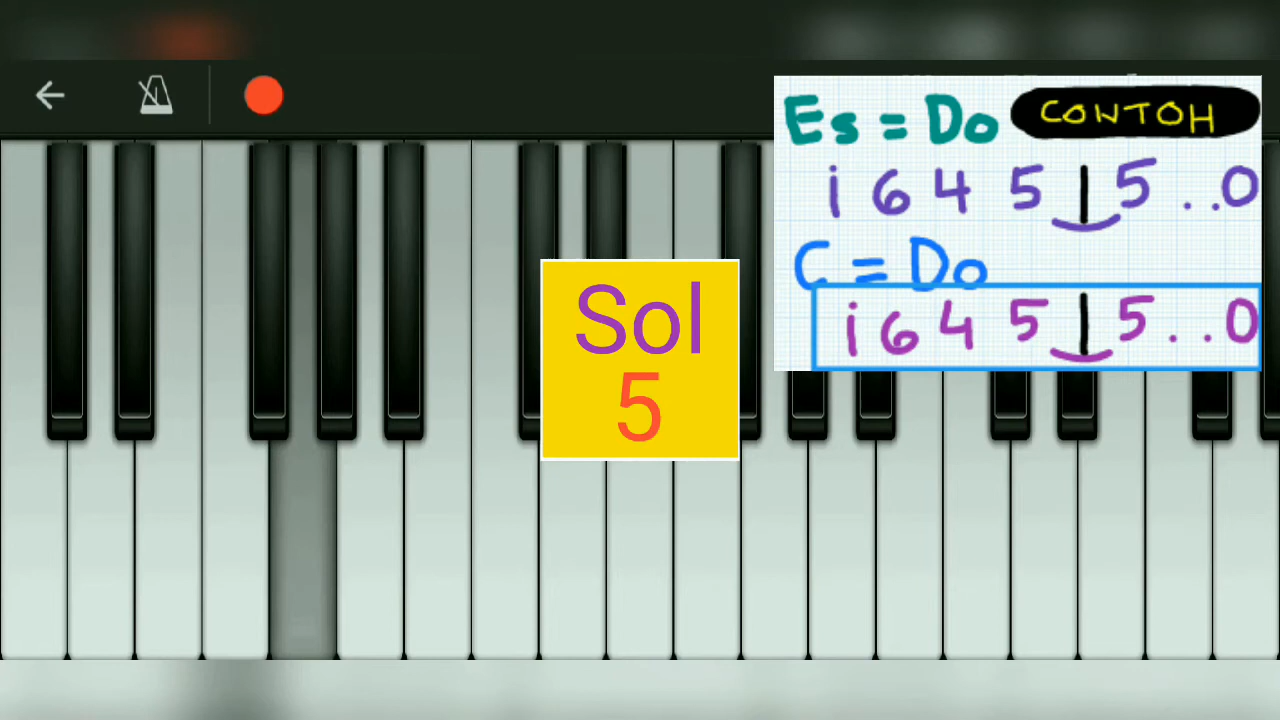 Es = Do CONTOH
i 6 4 5 | 5 . . 0
C = Do
i 6 4 5 | 5 . . 0
Sol
5